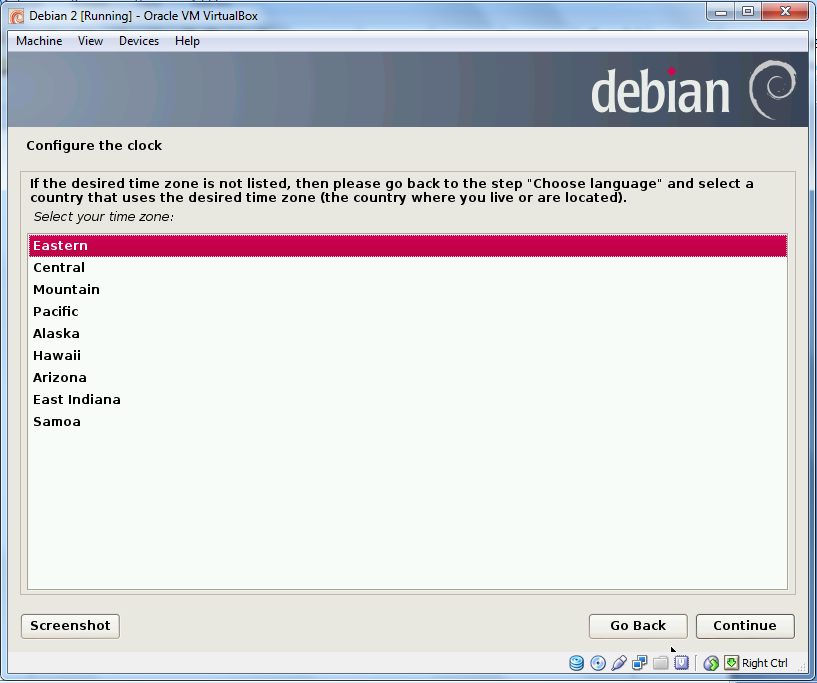 Debian 2 [Running] - Oracle VM VirtualBox
Machine View Devices Help
debian
Configure the clock
If the desired time zone is not listed, then please go back to the step "Choose language" and select a
country that uses the desired time zone (the country where you live or are located).
Select your time zone:
Eastern
Central
Mountain
Pacific
Alaska
Hawaii
Arizona
East Indiana
Samoa
Screenshot Go Back Continue
Right Ctrl